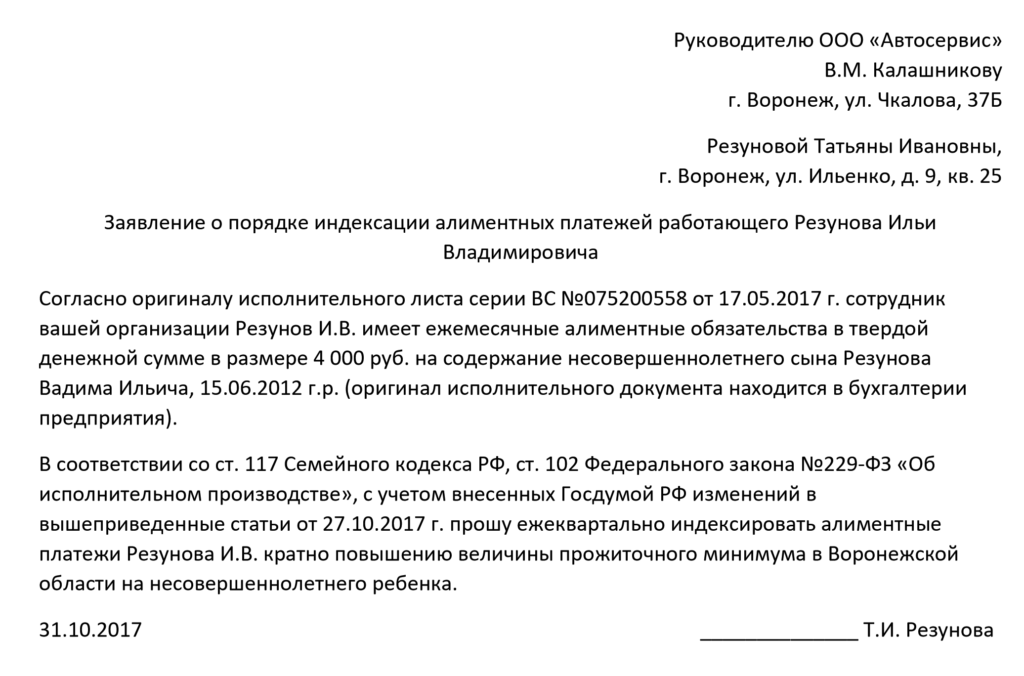 Руководителю ООО «Автосервис»
В.М. Калашникову
г. Воронеж, ул. Чкалова, 37Б
Резуновой Татьяны Ивановны,
г. Воронеж, ул. Ильенко, д. 9, кв. 25
Заявление о порядке индексации алиментных платежей работающего Резунова Ильи
Владимировича
Согласно оригиналу исполнительного листа серии ВС №075200558 от 17.05.2017 г. сотрудник
вашей организации Резунов И.В. имеет ежемесячные алиментные обязательства в твердой
денежной сумме в размере 4 000 руб. на содержание несовершеннолетнего сына Резунова
Вадима Ильича, 15.06.2012 г.р. (оригинал исполнительного документа находится в бухгалтерии
предприятия).
В соответствии со ст. 117 Семейного кодекса РФ, ст. 102 Федерального закона №229-ФЗ «Об
исполнительном производстве», с учетом внесенных Госдумой РФ изменений в
вышеприведенные статьи от 27.10.2017 г. прошу ежеквартально индексировать алиментные
платежи Резунова И.В. кратно повышению величины прожиточного минимума в Воронежской
области на несовершеннолетнего ребенка.
31.10.2017 ______________ Т.И. Резунова